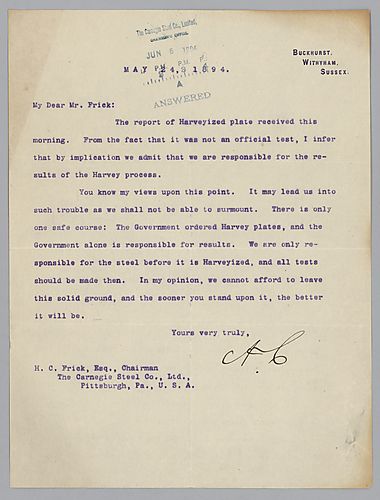 The Carnegie Steel Co., Limited,
CHAIRMAN'S OFFICE.
JUN 5 1894
P.M.
ANSWERED
BUCKHURST,
WITHYHAM,
SUSSEX.
MAY 24, 1894.
My Dear Mr. Frick:
The report of Harveyized plate received this
morning. From the fact that it was not an official test, I infer
that by implication we admit that we are responsible for the re-
sults of the Harvey process.
You know my views upon this point. It may lead us into
such trouble as we shall not be able to surmount. There is only
one safe course: The Government ordered Harvey plates, and the
Government alone is responsible for results. We are only re-
sponsible for the steel before it is Harveyized, and all tests
should be made then. In my opinion, we cannot afford to leave
this solid ground, and the sooner you stand upon it, the better
it will be.
Yours very truly,
A. C
H. C. Frick, Esq., Chairman
The Carnegie Steel Co., Ltd.,
Pittsburgh, Pa., U. S. A.